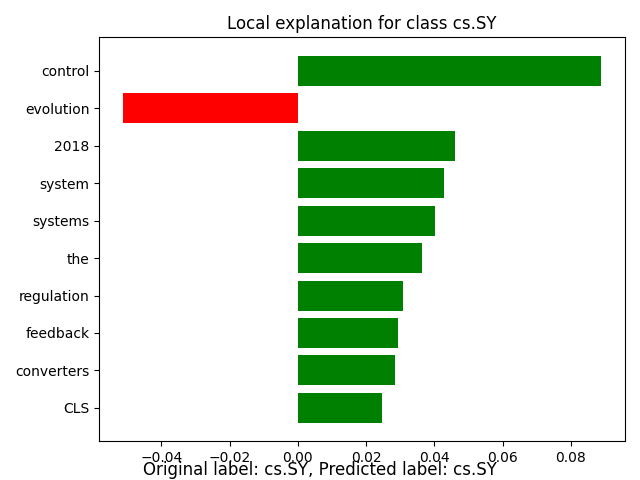 Local explanation for class cs.SY
control
evolution
2018
system
systems
the
regulation
feedback
converters
CLS
−0.04 −0.02 0.00 0.02 0.04 0.06 0.08
Original label: cs.SY, Predicted label: cs.SY